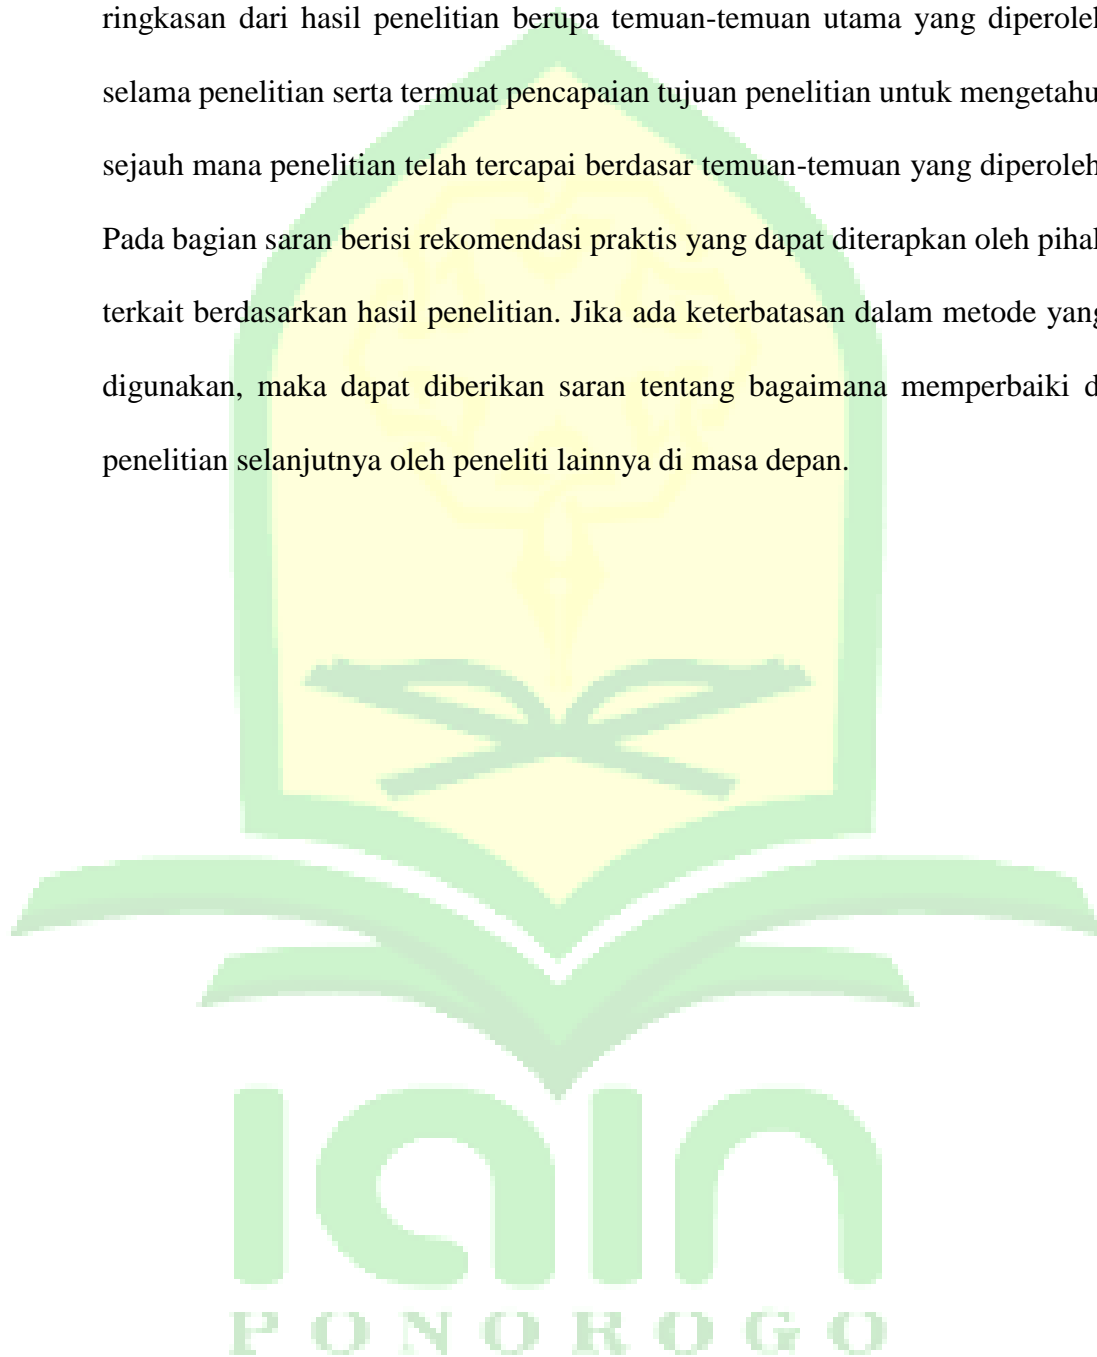 ringkasan dari hasil penelitian berupa temuan-temuan utama yang diperoleh
selama penelitian serta termuat pencapaian tujuan penelitian untuk mengetahu
sejauh mana penelitian telah tercapai berdasar temuan-temuan yang diperoleh
Pada bagian saran berisi rekomendasi praktis yang dapat diterapkan oleh pihak
terkait berdasarkan hasil penelitian. Jika ada keterbatasan dalam metode yang
digunakan, maka dapat diberikan saran tentang bagaimana memperbaiki d
penelitian selanjutnya oleh peneliti lainnya di masa depan.
iain
PONOROGO